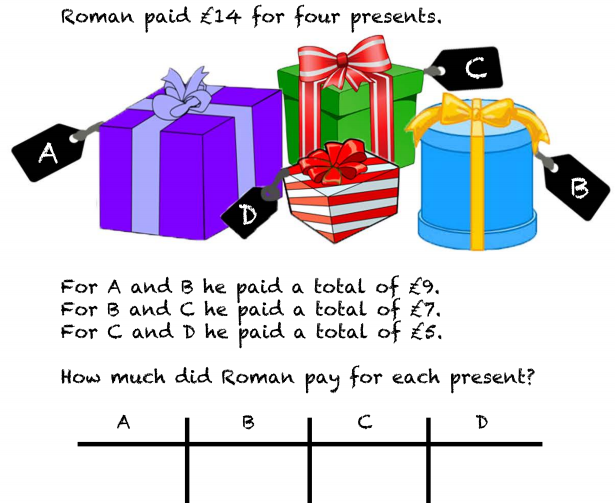 Roman paid £14 for four presents.
C
A
B
D
For A and B he paid a total of £9.
For B and C he paid a total of £7.
For C and D he paid a total of £5.
How much did Roman pay for each present?
A B C D